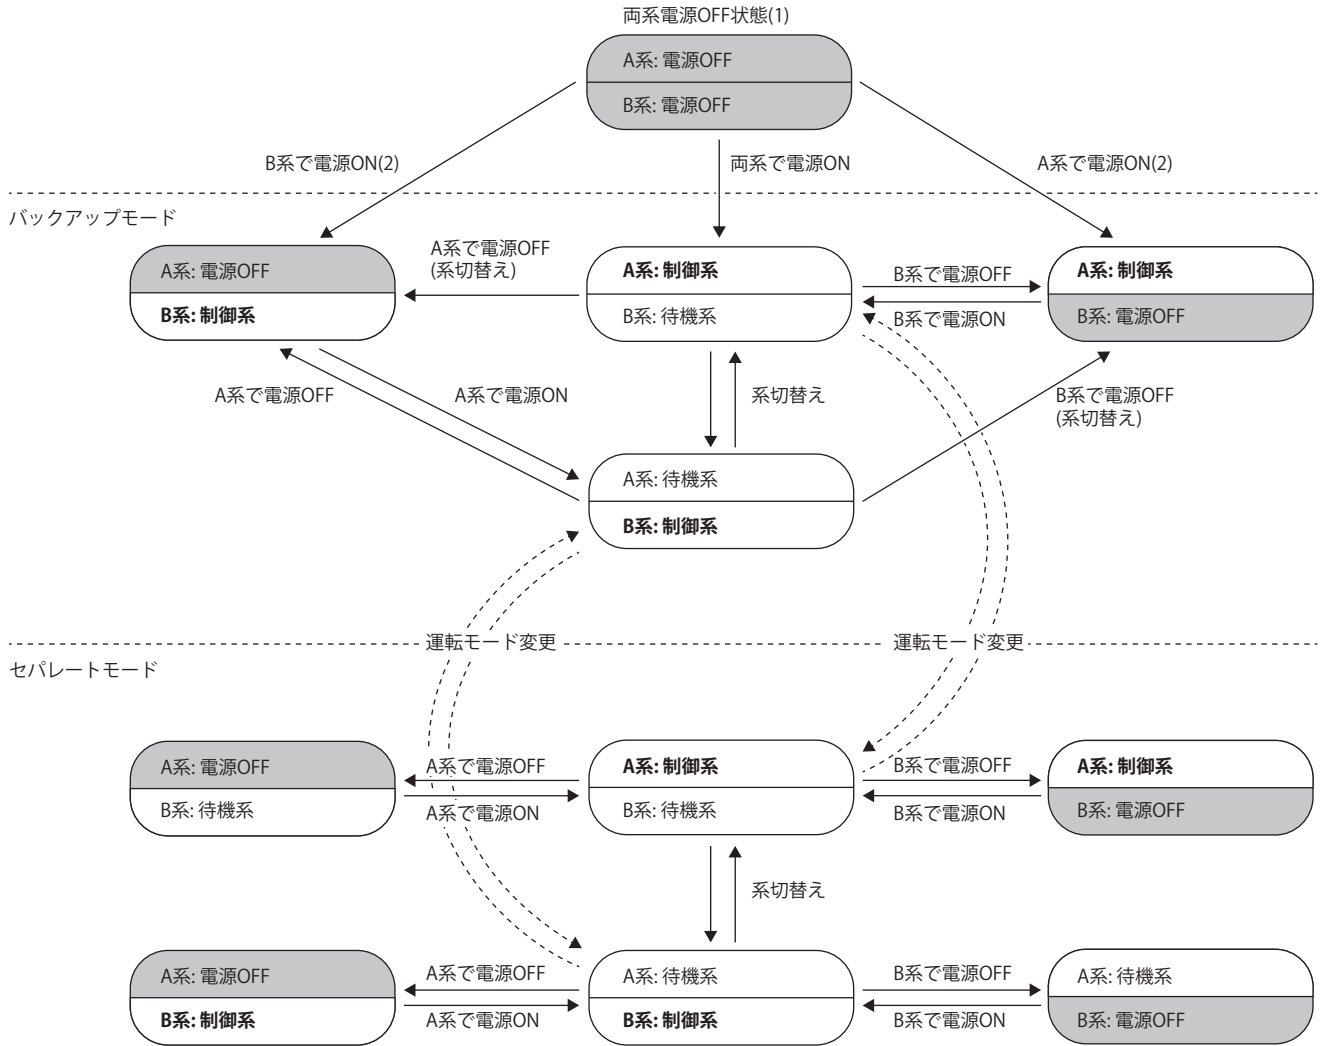 両系電源OFF状態(1)
A系: 電源OFF
B系: 電源OFF
B系で電源ON(2)
両系で電源ON
A系で電源ON(2)
バックアップモード
A系: 電源OFF
B系: 制御系
A系で電源OFF
(系切替え)
A系: 制御系
B系: 待機系
B系で電源OFF
B系で電源ON
A系: 制御系
B系: 電源OFF
A系で電源OFF
A系で電源ON
系切替え
B系で電源OFF
(系切替え)
A系: 待機系
B系: 制御系
運転モード変更
運転モード変更
セパレートモード
A系: 電源OFF
B系: 待機系
A系で電源OFF
A系で電源ON
A系: 制御系
B系: 待機系
B系で電源OFF
B系で電源ON
A系: 制御系
B系: 電源OFF
系切替え
A系: 電源OFF
B系: 制御系
A系で電源OFF
A系で電源ON
A系: 待機系
B系: 制御系
B系で電源OFF
B系で電源ON
A系: 待機系
B系: 電源OFF